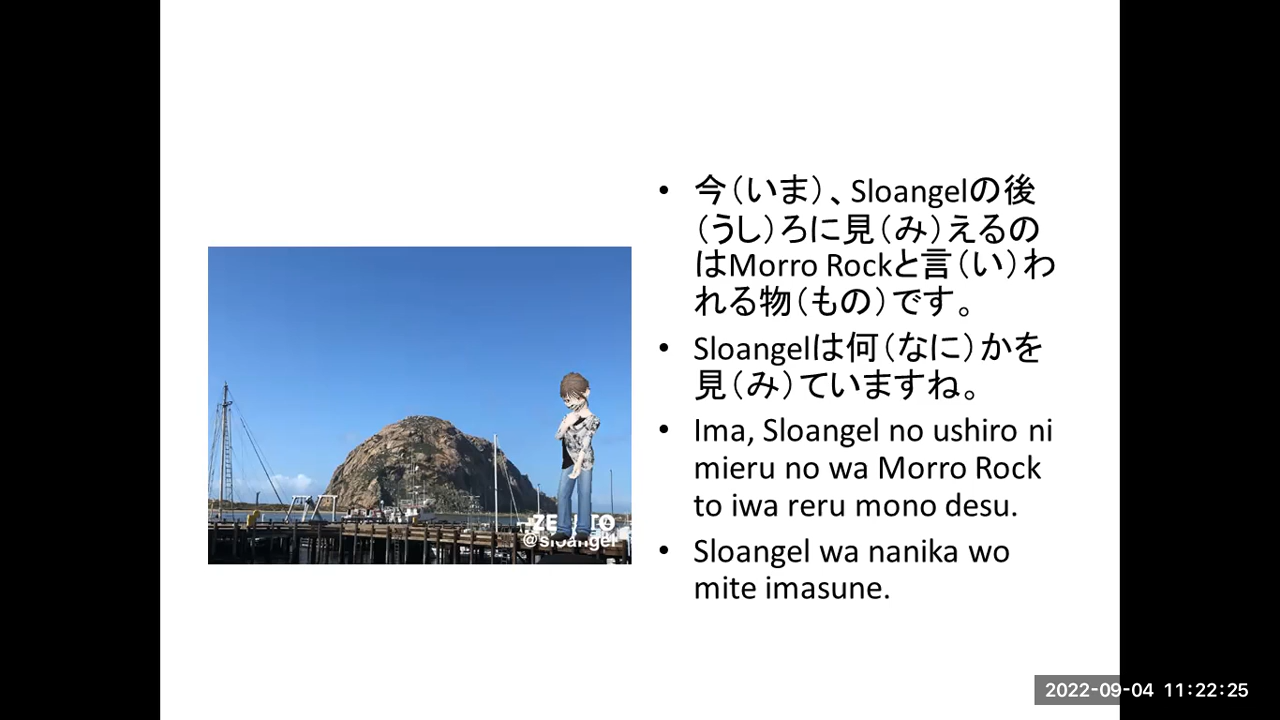 • 今（いま）、Sloangelの後
（うし）ろに見（み）えるの
はMorro Rockと言（い）わ
れる物（もの）です。
• Sloangelは何（なに）かを
見（み）ていますね。
• Ima, Sloangel no ushiro ni
mieru no wa Morro Rock
to iwa reru mono desu.
• Sloangel wa nanika wo
mite imasune.
@sloangel
2022-09-04 11:22:25